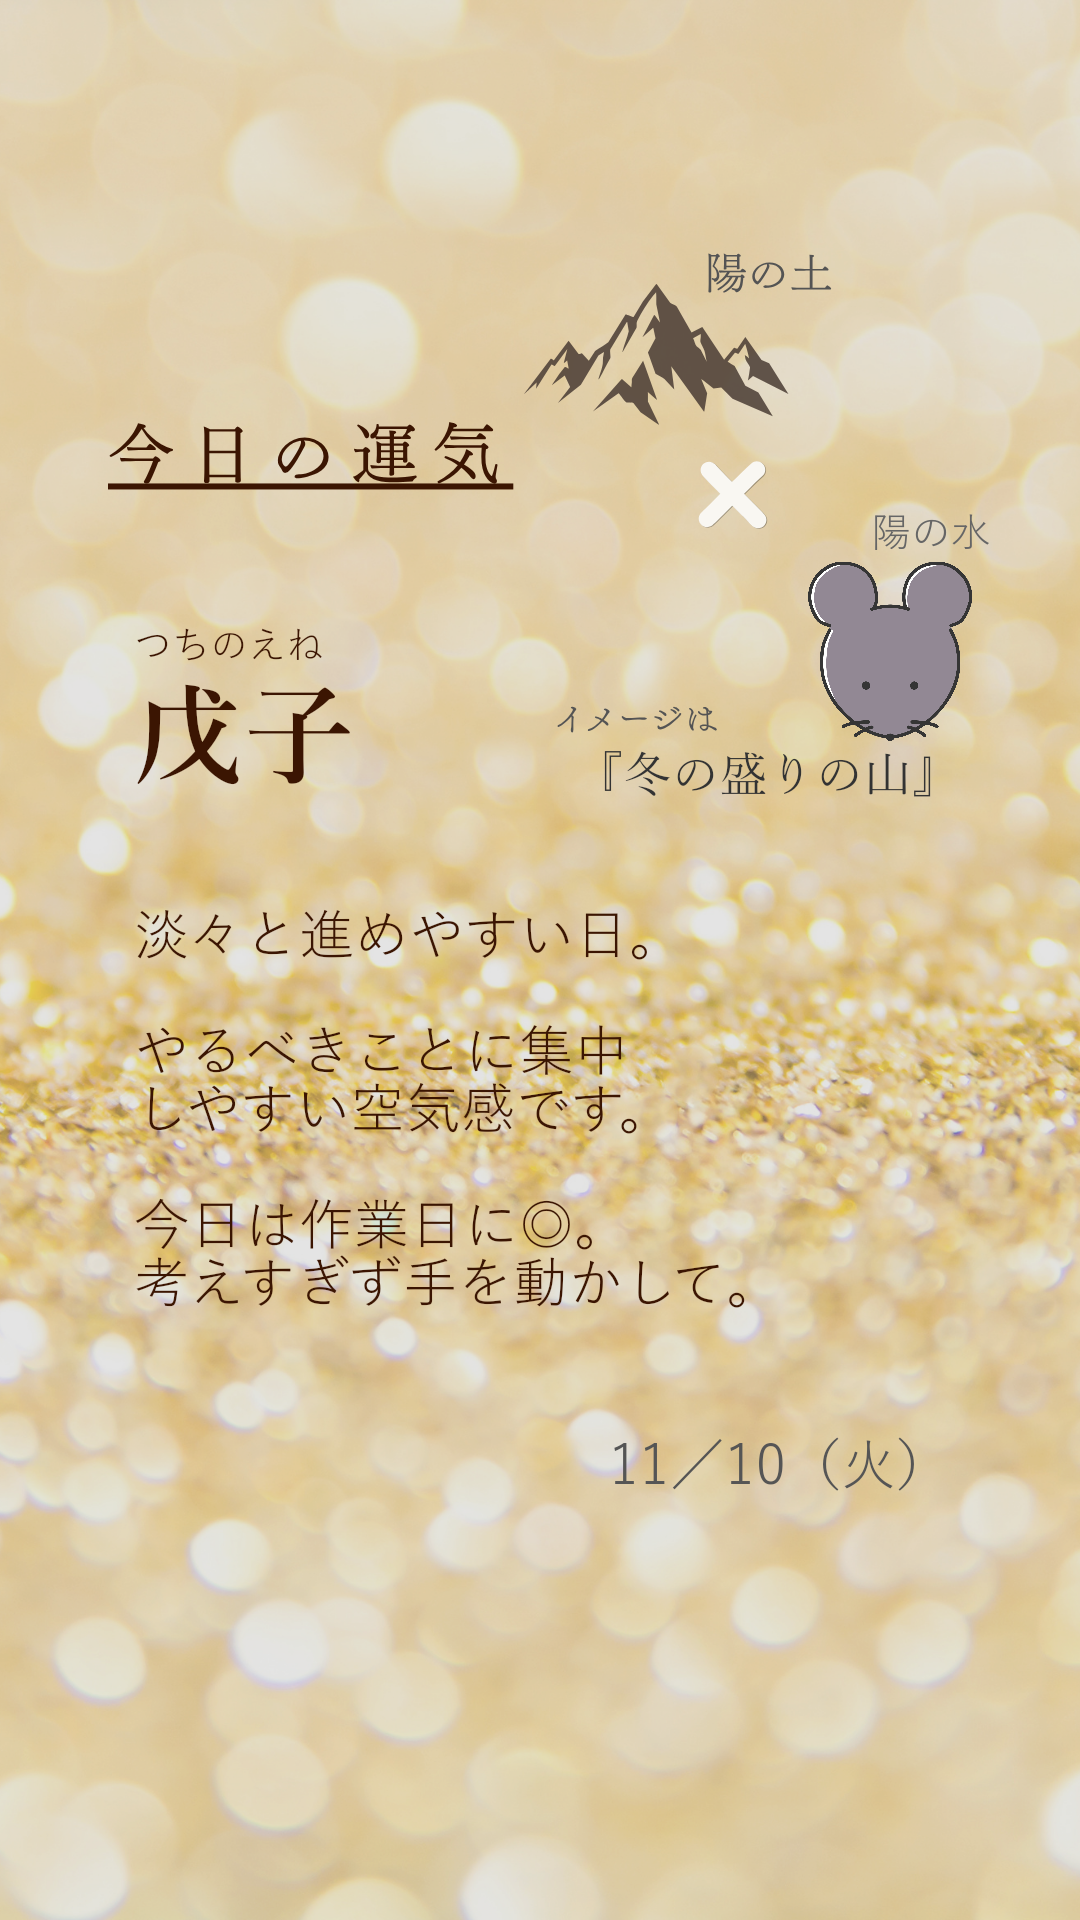 陽の土
今日の運気
陽の水
つちのえね
戊子
イメージは
『冬の盛りの山』
淡々と進めやすい日。
やるべきことに集中
しやすい空気感です。
今日は作業日に◎。
考えすぎず手を動かして。
11／10（火）